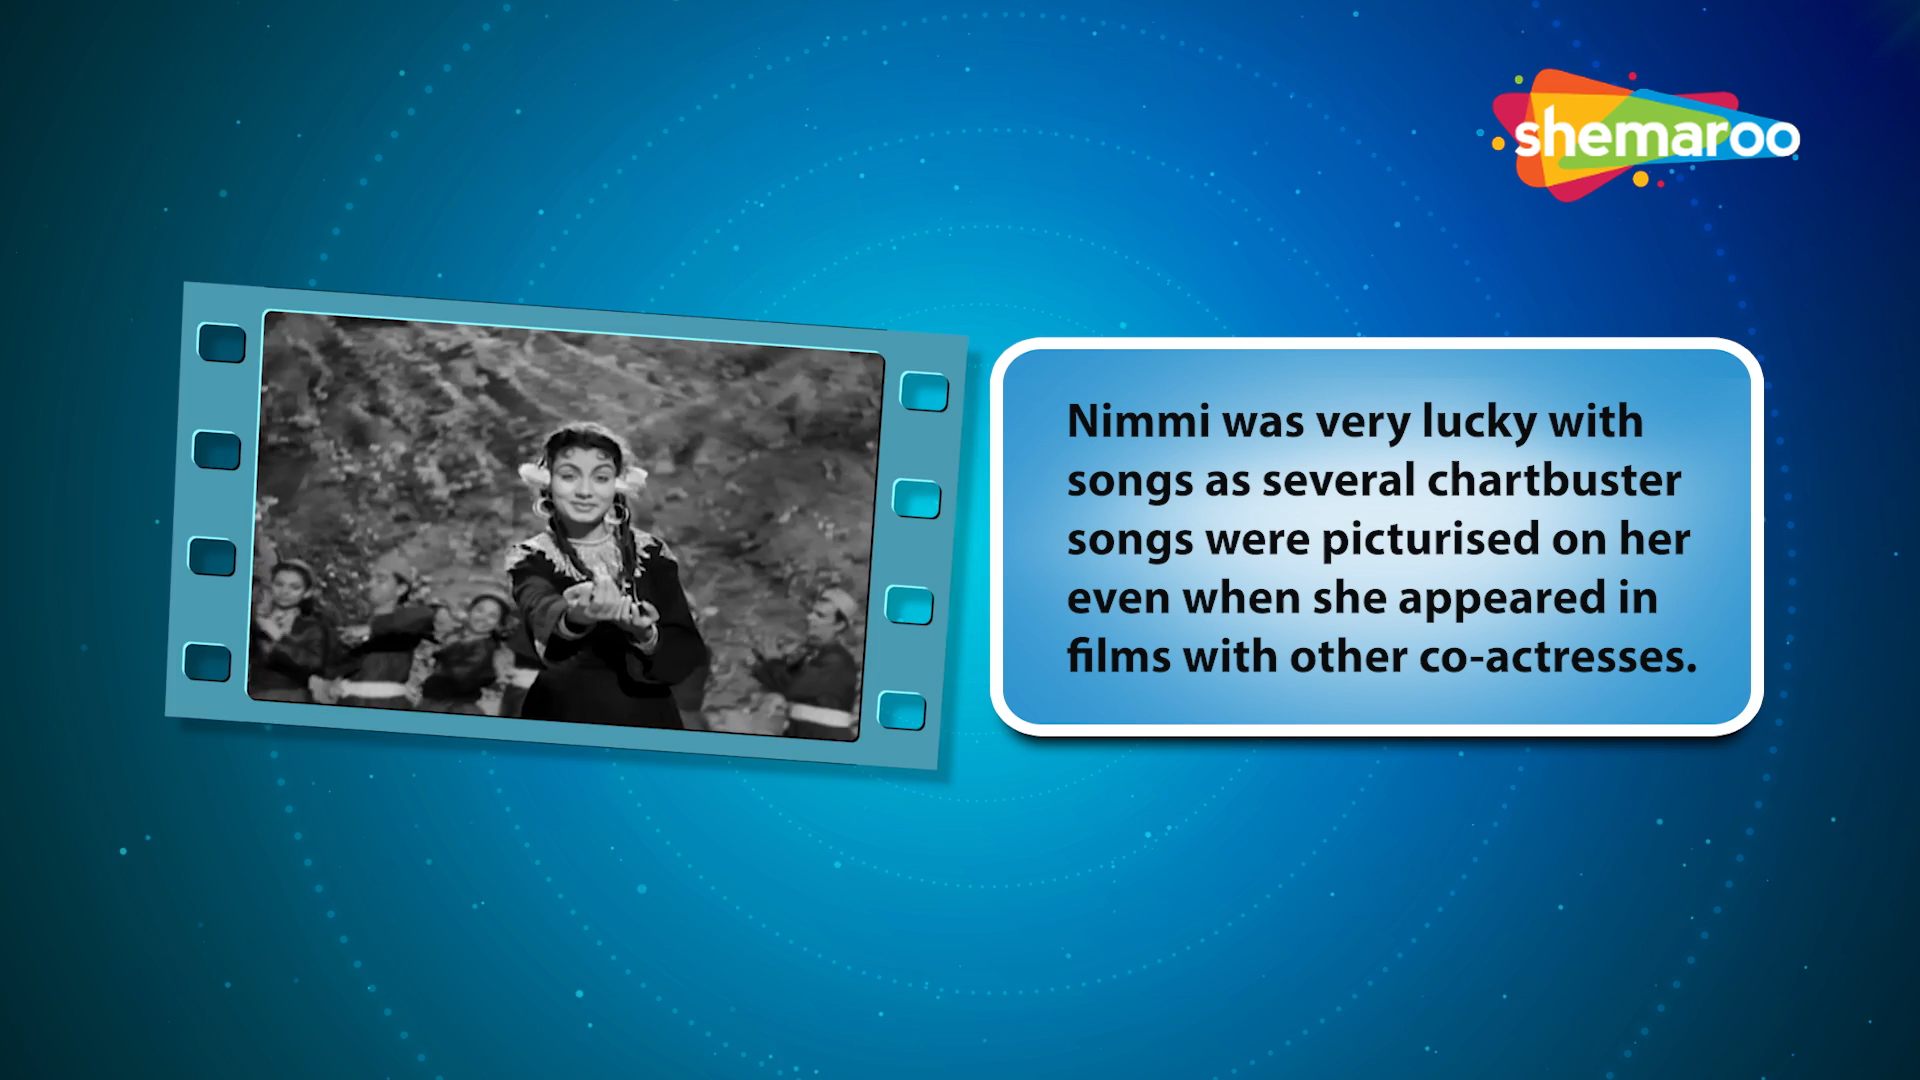 shemaroo
Nimmi was very lucky with
songs as several chartbuster
songs were picturised on her
even when she appeared in
films with other co-actresses.